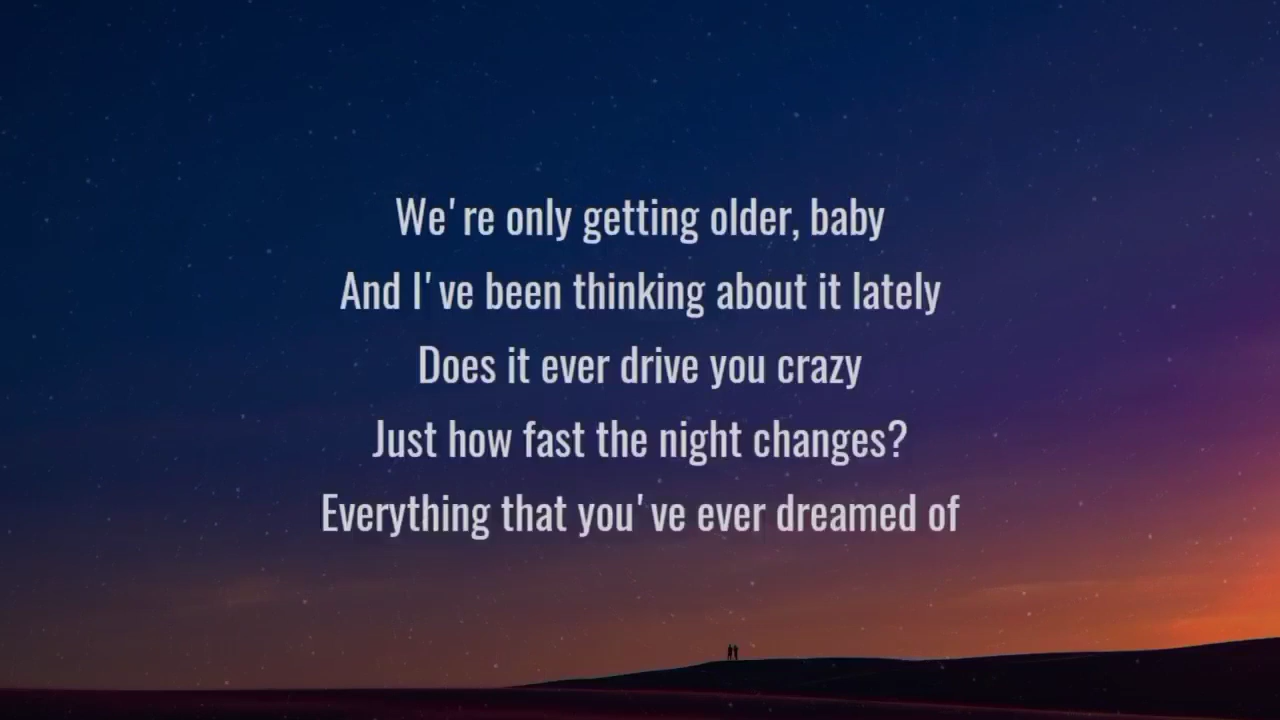 We're only getting older, baby
And I've been thinking about it lately
Does it ever drive you crazy
Just how fast the night changes?
Everything that you've ever dreamed of